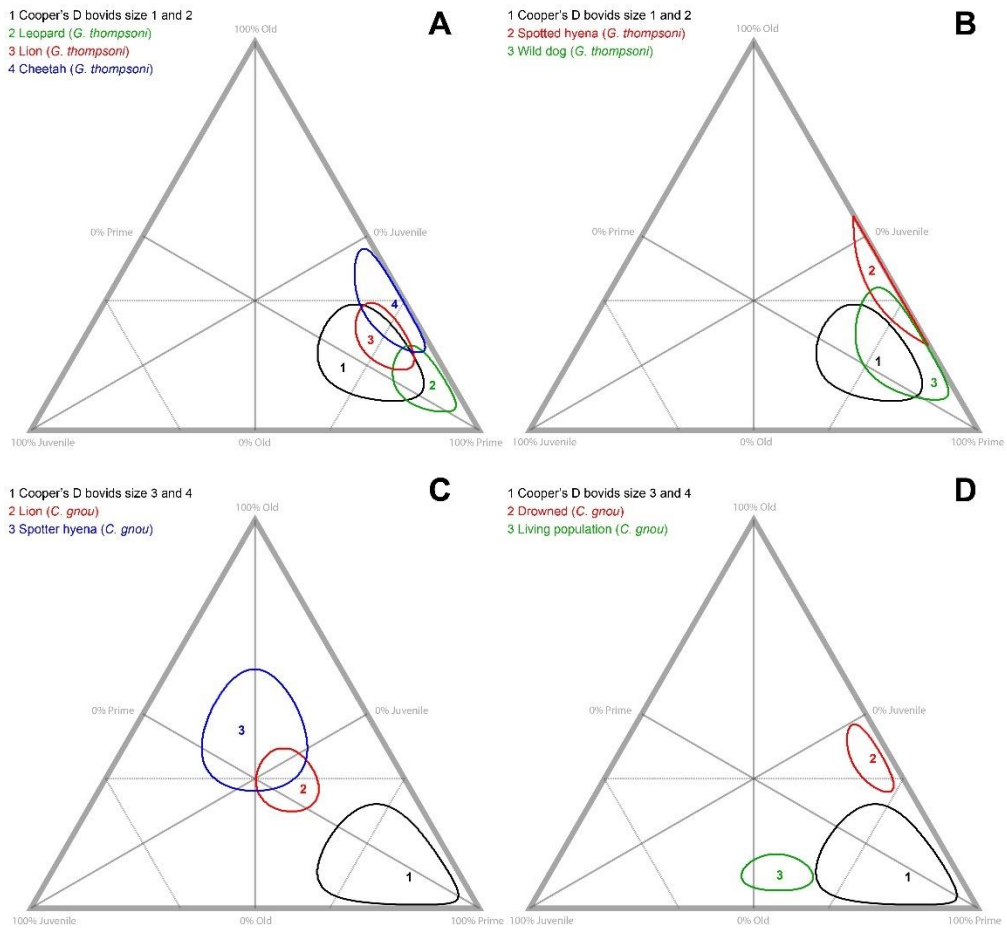 1 Cooper's D bovids size 1 and 2
2 Leopard (G. thompsoni)
3 Lion (G. thompsoni)
4 Cheetah (G. thompsoni)
A
100% Old
0% Prime
0% Juvenile
4
3
1
2
100% Juvenile
0% Old
100% Prime
1 Cooper's D bovids size 1 and 2
2 Spotted hyena (G. thompsoni)
3 Wild dog (G. thompsoni)
B
100% Old
0% Prime
0% Juvenile
2
1
3
100% Juvenile
0% Old
100% Prime
1 Cooper's D bovids size 3 and 4
2 Lion (C. gnou)
3 Spotter hyena (C. gnou)
C
100% Old
0% Prime
0% Juvenile
3
2
1
100% Juvenile
0% Old
100% Prime
1 Cooper's D bovids size 3 and 4
2 Drowned (C. gnou)
3 Living population (C. gnou)
D
100% Old
0% Prime
0% Juvenile
2
3
1
100% Juvenile
0% Old
100% Prime